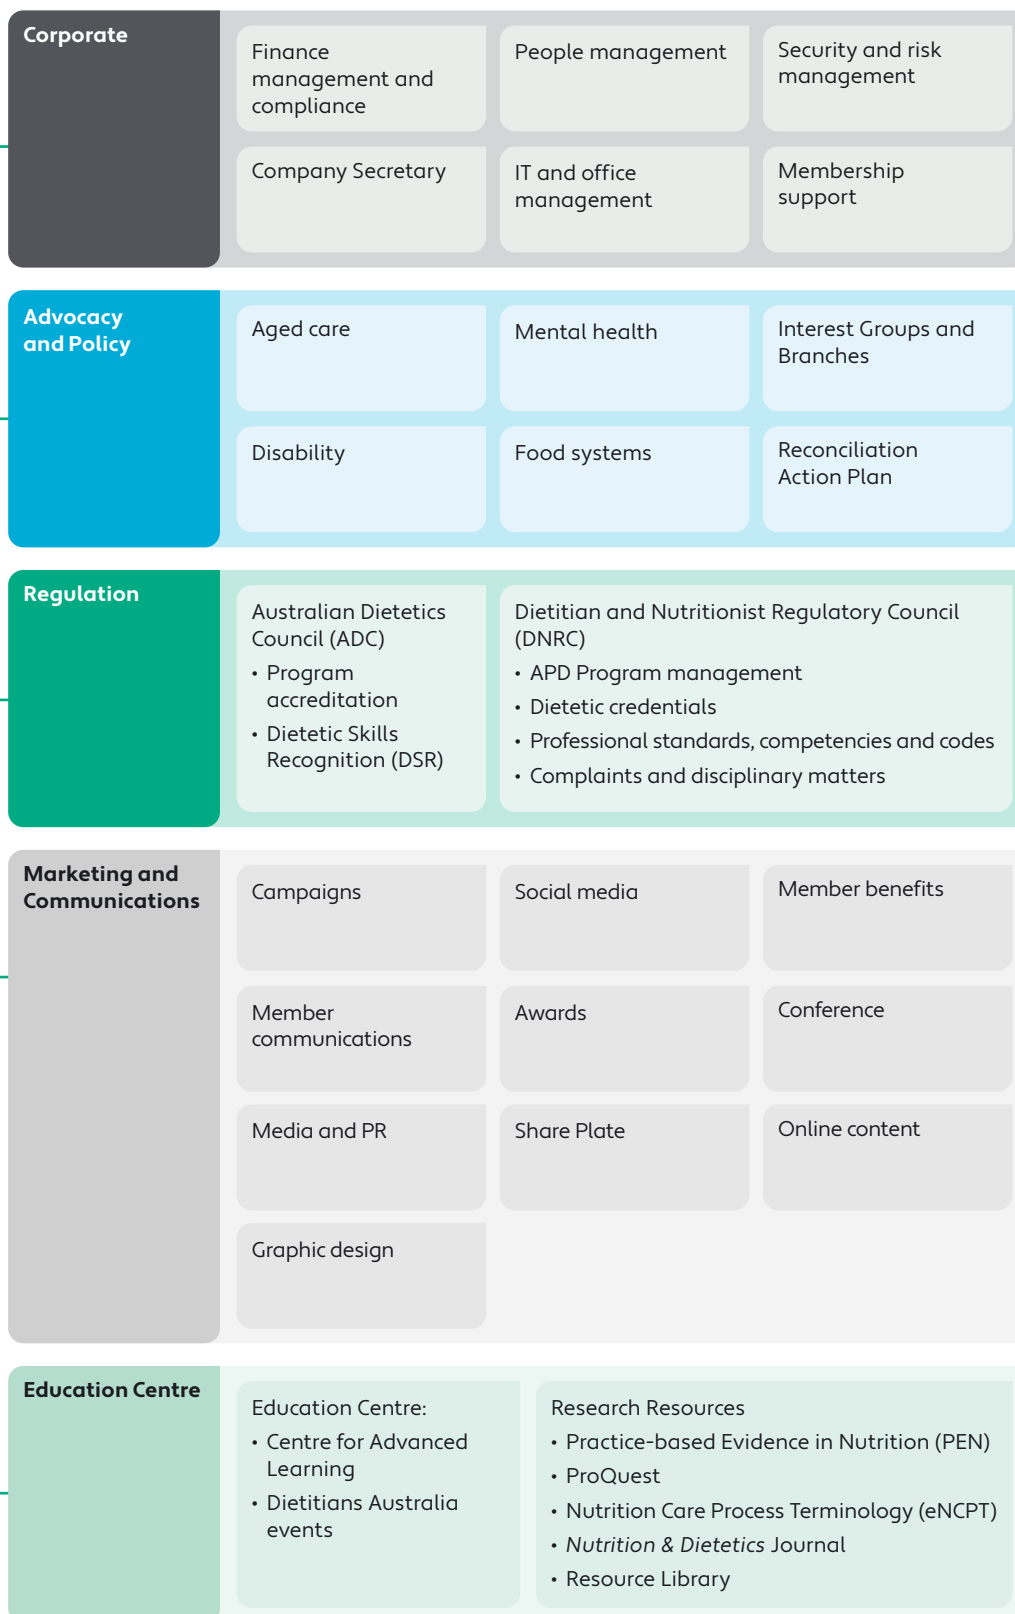 Corporate
Finance
management and
compliance
People management
Security and risk
management
Company Secretary
IT and office
management
Membership
support
Advocacy
and Policy
Aged care
Mental health
Interest Groups and
Branches
Disability
Food systems
Reconciliation
Action Plan
Regulation
Australian Dietetics
Council (ADC)
• Program
accreditation
• Dietetic Skills
Recognition (DSR)
Dietitian and Nutritionist Regulatory Council
(DNRC)
• APD Program management
• Dietetic credentials
• Professional standards, competencies and codes
• Complaints and disciplinary matters
Marketing and
Communications
Campaigns
Social media
Member benefits
Member
communications
Awards
Conference
Media and PR
Share Plate
Online content
Graphic design
Education Centre
Education Centre:
• Centre for Advanced
Learning
• Dietitians Australia
events
Research Resources
• Practice-based Evidence in Nutrition (PEN)
• ProQuest
• Nutrition Care Process Terminology (eNCPT)
• Nutrition & Dietetics Journal
• Resource Library